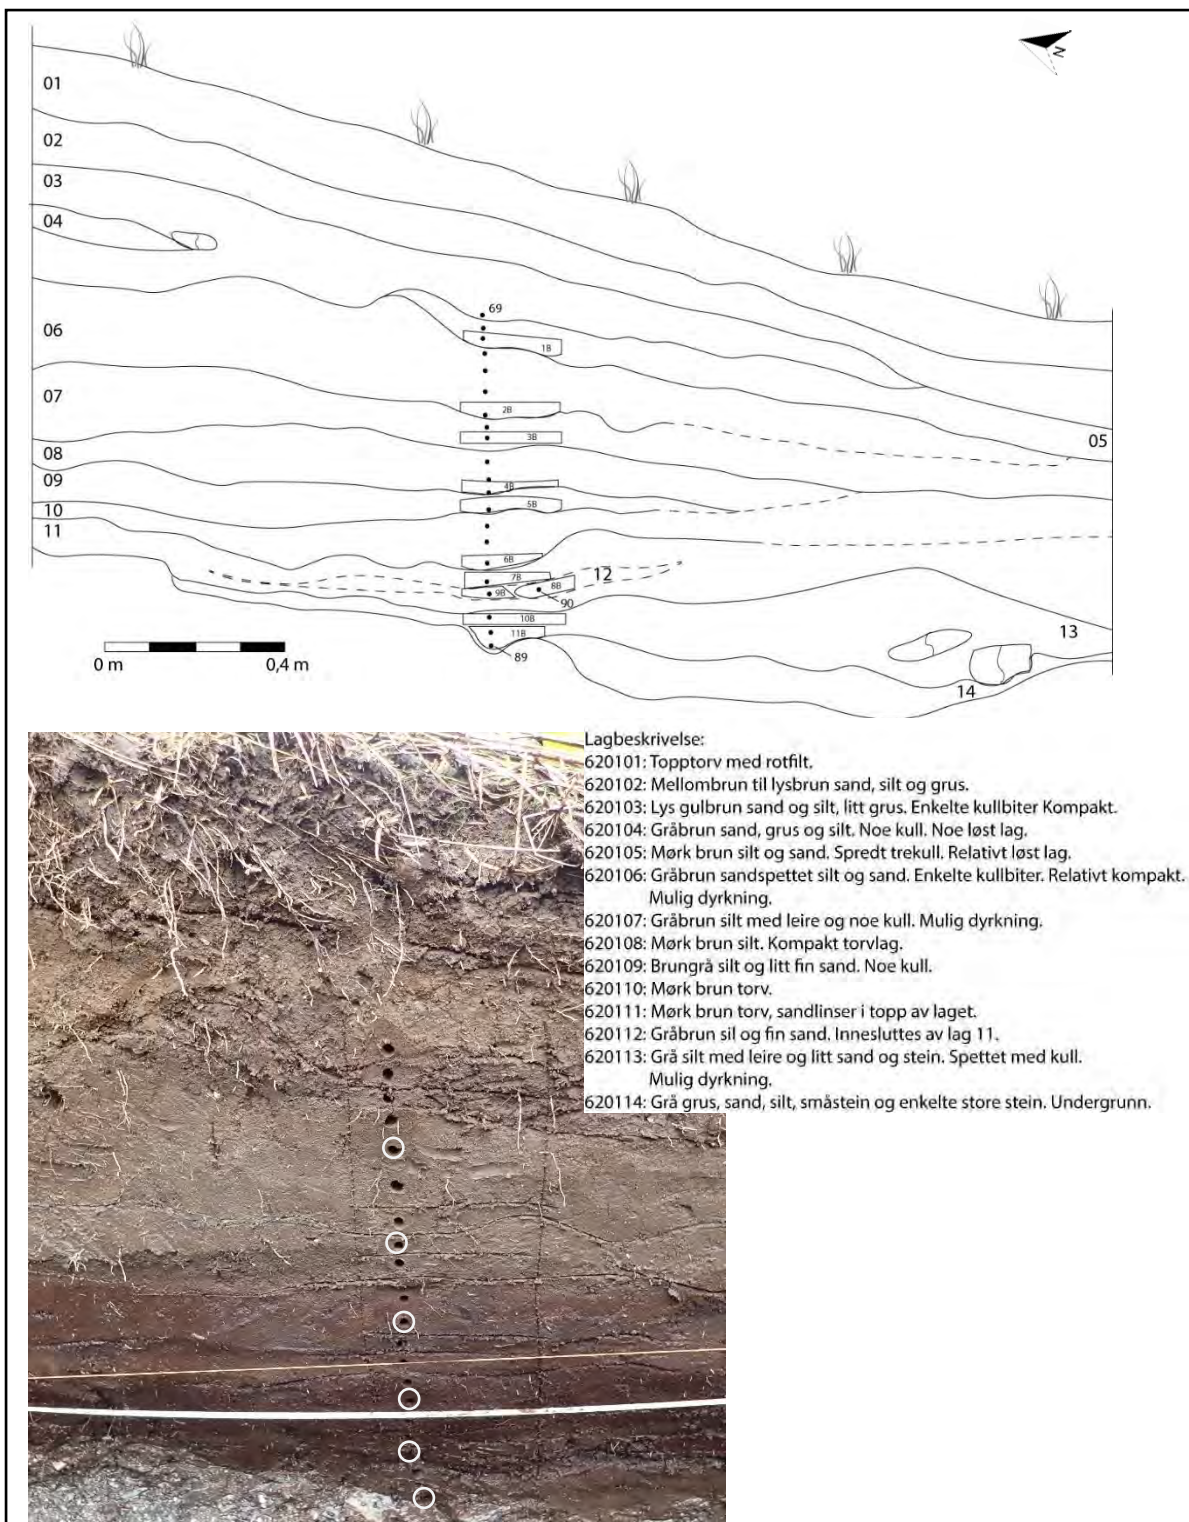 N
01
02
03
04
69
06
1B
07
2B
3B
05
08
09
4B
5B
10
11
6B
7B
12
8B
9B
90
10B
13
11B
0 m 0,4 m
89
14
Lagbeskrivelse:
620101: Topptorv med rotfilt.
620102: Mellombrun til lysbrun sand, silt og grus.
620103: Lys gulbrun sand og silt, litt grus. Enkelte kullbiter Kompakt.
620104: Gråbrun sand, grus og silt. Noe kull. Noe løst lag.
620105: Mørk brun silt og sand. Spredt trekull. Relativt løst lag.
620106: Gråbrun sandspettet silt og sand. Enkelte kullbiter. Relativt kompakt.
Mulig dyrkning.
620107: Gråbrun silt med leire og noe kull. Mulig dyrkning.
620108: Mørk brun silt. Kompakt torvlag.
620109: Brungrå silt og litt fin sand. Noe kull.
620110: Mørk brun torv.
620111: Mørk brun torv, sandlinser i topp av laget.
620112: Gråbrun sil og fin sand. Innesluttes av lag 11.
620113: Grå silt med leire og litt sand og stein. Spettet med kull.
Mulig dyrkning.
620114: Grå grus, sand, silt, småstein og enkelte store stein. Undergrunn.